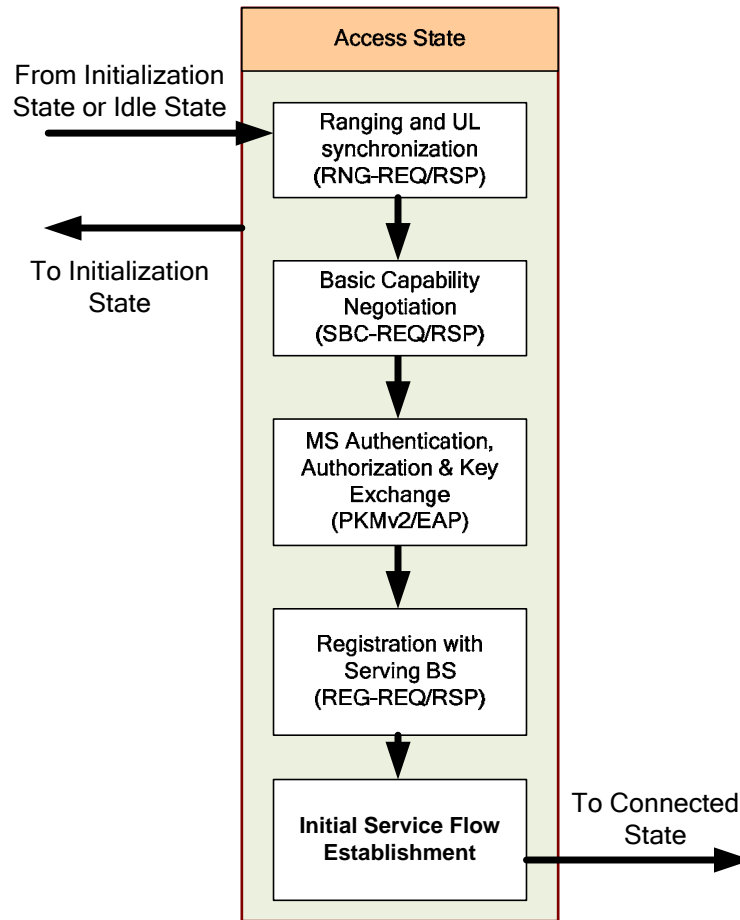 Access State
From Initialization
State or Idle State
Ranging and UL
synchronization
(RNG-REQ/RSP)
To Initialization
State
Basic Capability
Negotiation
(SBC-REQ/RSP)
MS Authentication,
Authorization & Key
Exchange
(PKMv2/EAP)
Registration with
Serving BS
(REG-REQ/RSP)
Initial Service Flow
Establishment
To Connected
State